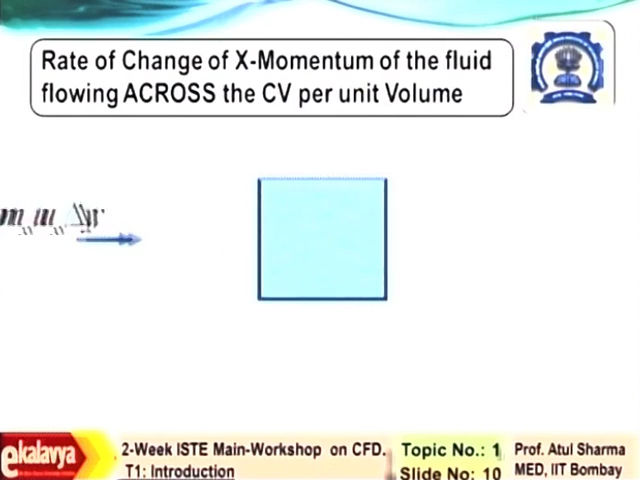 Rate of Change of X-Momentum of the fluid
flowing ACROSS the CV per unit Volume
ekalavya
2-Week ISTE Main-Workshop on CFD.
T1: Introduction
Topic No.: 1
Slide No: 10
Prof. Atul Sharma
MED, IIT Bombay